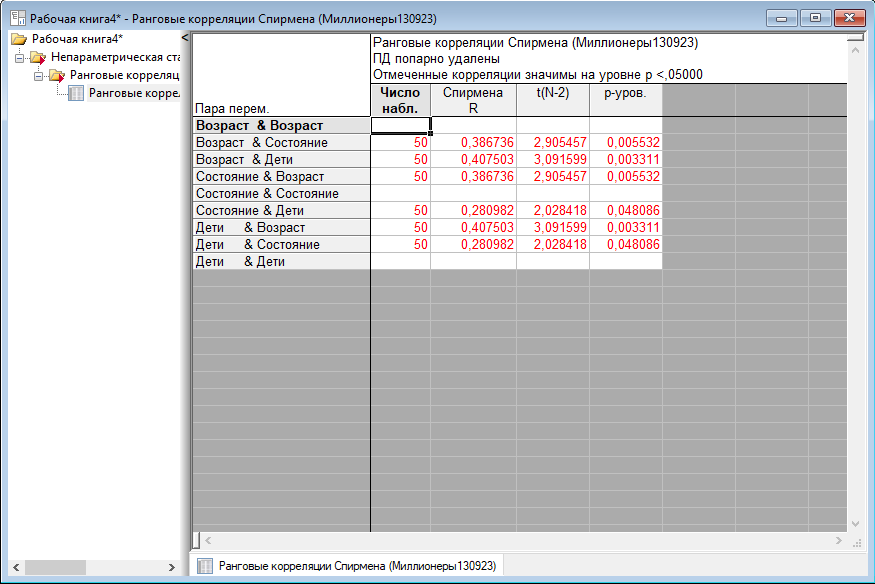 Рабочая книга4* - Ранговые корреляции Спирмена (Миллионеры130923)
Рабочая книга4*
Непараметрическая ста
Ранговые корреляц
Ранговые коррел
Ранговые корреляции Спирмена (Миллионеры130923)
ПД попарно удалены
Отмеченные корреляции значимы на уровне p <,05000
Пара перем. Число набл. Спирмена R t(N-2) p-уров.
Возраст & Возраст
Возраст & Состояние 50 0,386736 2,905457 0,005532
Возраст & Дети 50 0,407503 3,091599 0,003311
Состояние & Возраст 50 0,386736 2,905457 0,005532
Состояние & Состояние
Состояние & Дети 50 0,280982 2,028418 0,048086
Дети & Возраст 50 0,407503 3,091599 0,003311
Дети & Состояние 50 0,280982 2,028418 0,048086
Дети & Дети
Ранговые корреляции Спирмена (Миллионеры130923)